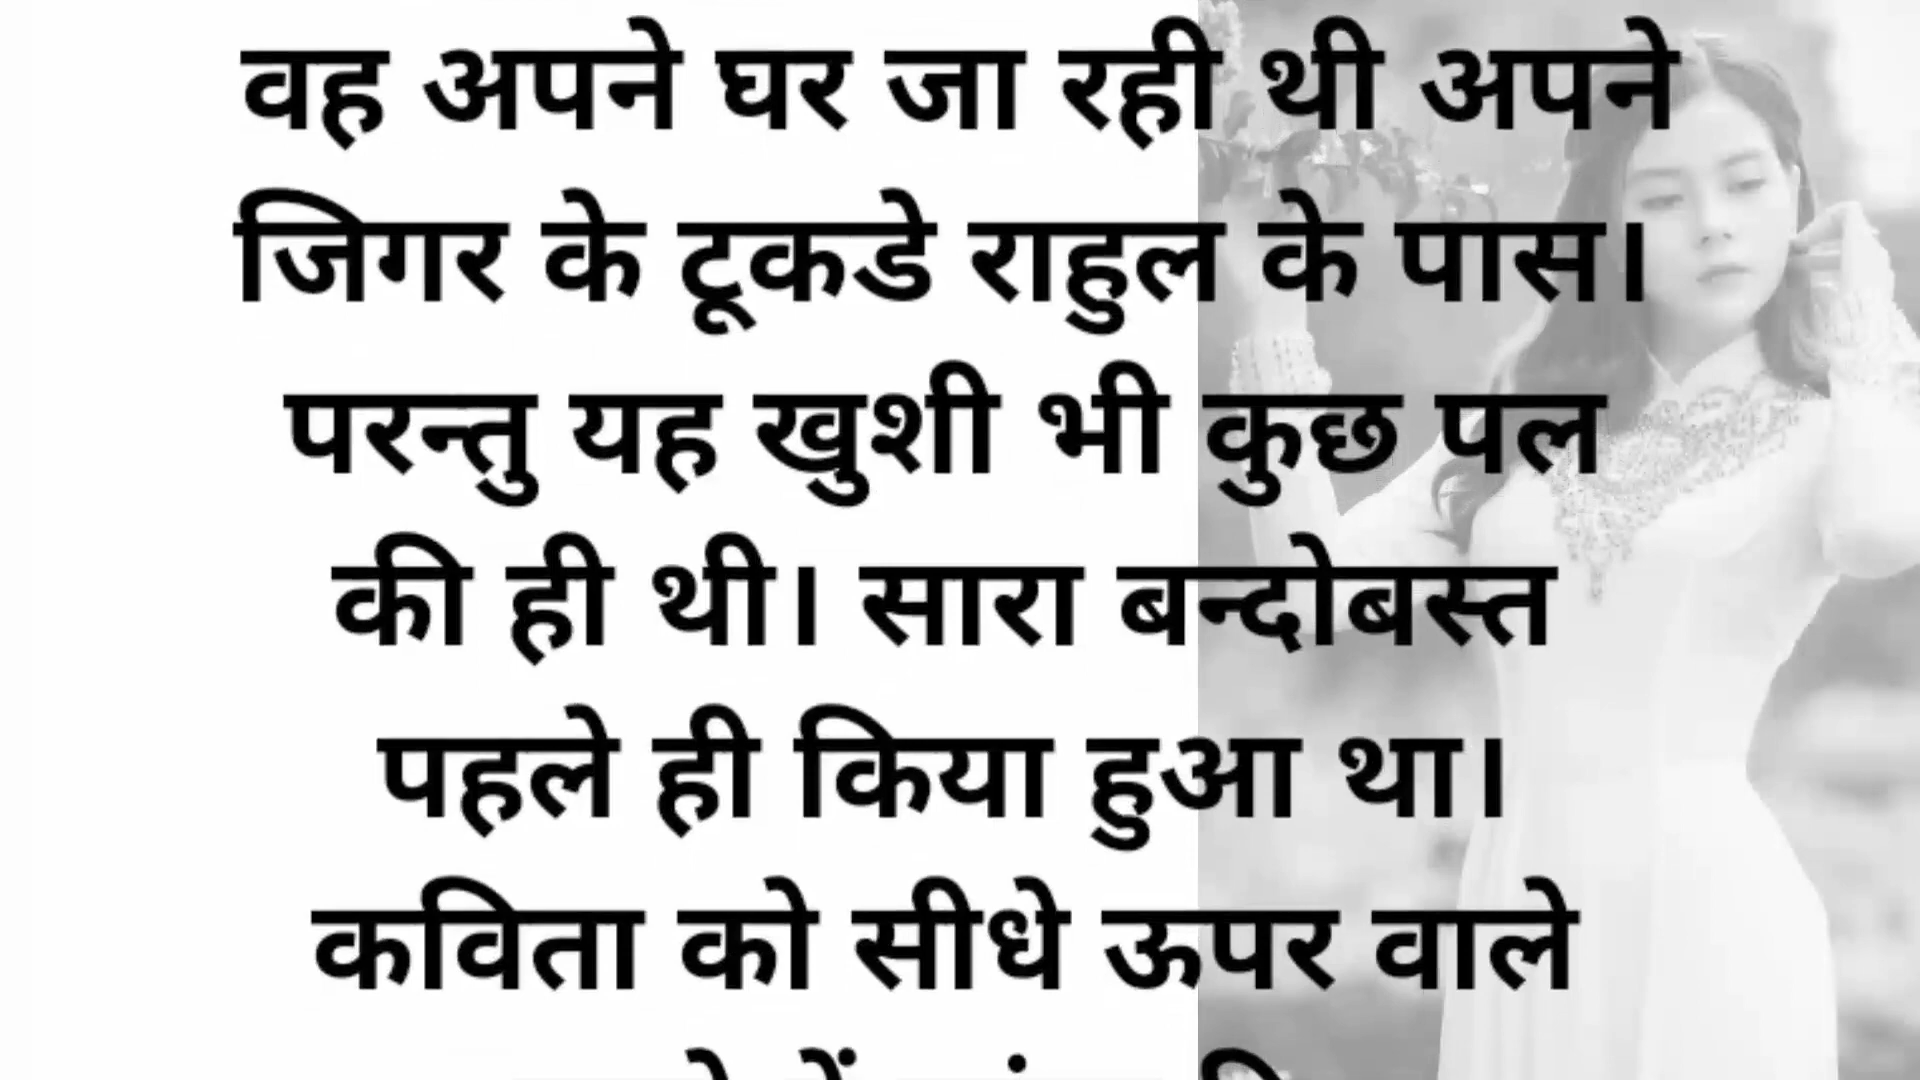 वह अपने घर जा रही थी अपने
जिगर के टूकडे राहुल के पास।
परन्तु यह खुशी भी कुछ पल
की ही थी। सारा बन्दोबस्त
पहले ही किया हुआ था।
कविता को सीधे ऊपर वाले